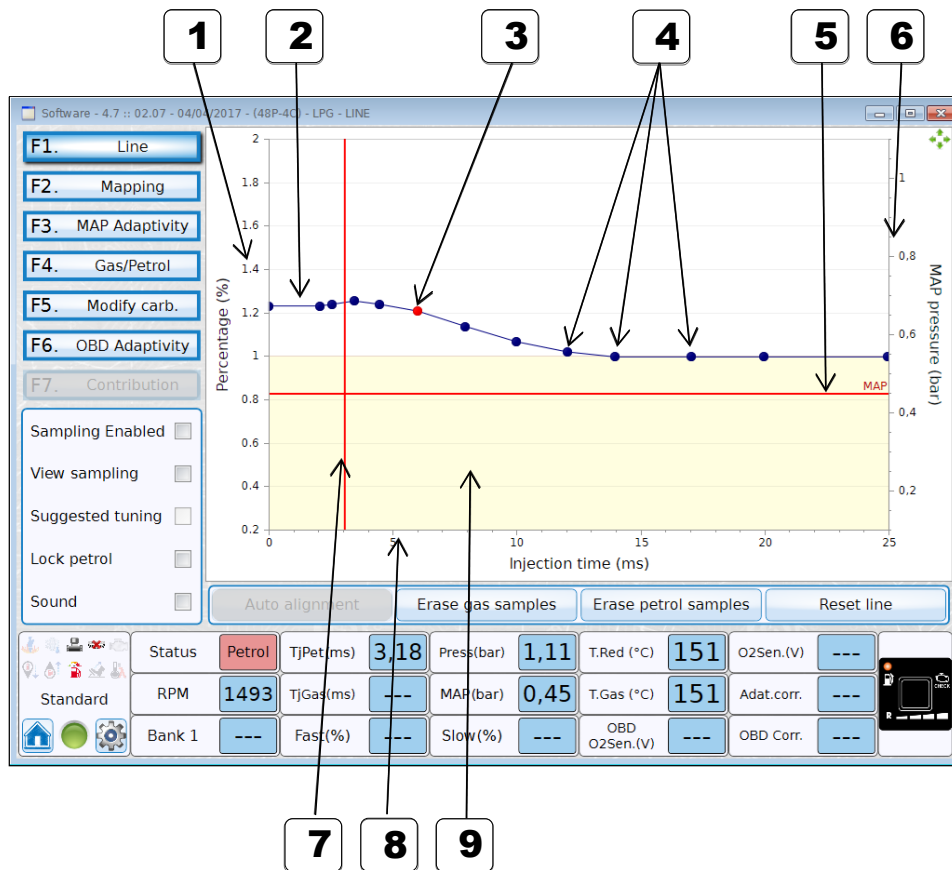 1 2 3 4 5 6
Software - 4.7 :: 02.07 - 04/04/2017 - (48P-4C) - LPG - LINE
F1. Line
F2. Mapping
F3. MAP Adaptivity
F4. Gas/Petrol
F5. Modify carb.
F6. OBD Adaptivity
F7. Contribution
Sampling Enabled
View sampling
Suggested tuning
Lock petrol
Sound
Percentage (%)
2
1.8
1.6
1.4
1.2
1
0.8
0.6
0.4
0.2
0 5 10 15 20 25
Injection time (ms)
MAP
1
0.8
0.6
0.4
0.2
MAP pressure (bar)
Auto alignment Erase gas samples Erase petrol samples Reset line
Status Petrol TjPet(ms) 3,18 Press(bar) 1,11 T.Red (°C) 151 O2Sen.(V) ---
Standard RPM 1493 TjGas(ms) --- MAP(bar) 0,45 T.Gas (°C) 151 Adat.corr. ---
Bank 1 --- Fast(%) --- Slow(%) --- OBD O2Sen.(V) --- OBD Corr. ---
CHECK
R
7 8 9